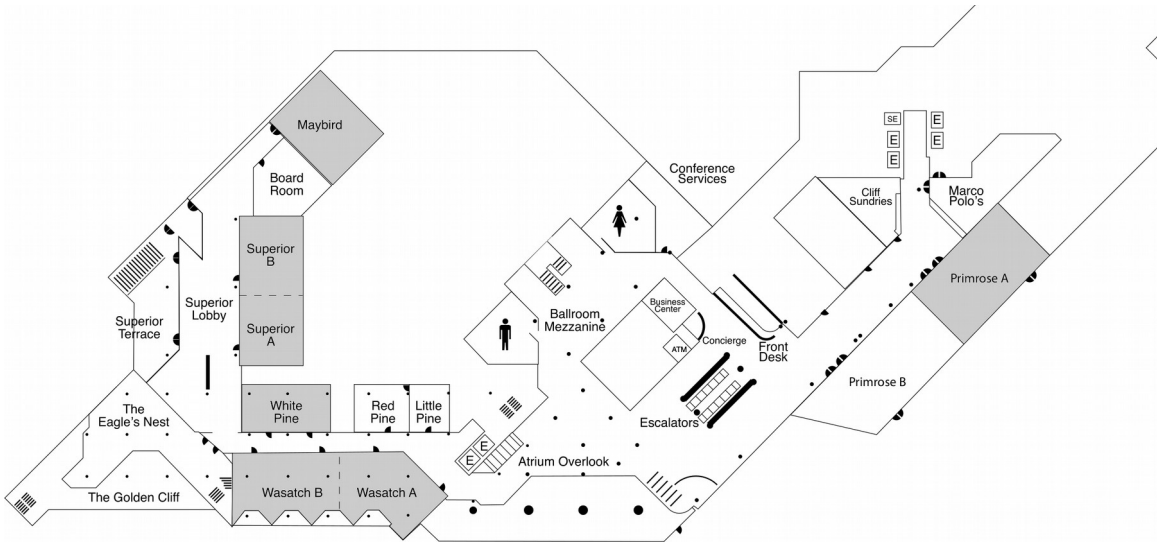 Maybird
Board
Room
Superior
B
Superior
A
Superior
Lobby
Superior
Terrace
The
Eagle's Nest
The Golden Cliff
White
Pine
Red
Pine
Little
Pine
Wasatch B
Wasatch A
E
E
Atrium Overlook
Ballroom
Mezzanine
Conference
Services
Business
Center
ATM
Concierge
Front
Desk
Escalators
Cliff
Sundries
SE
E
E
E
E
Marco
Polo's
Primrose A
Primrose B